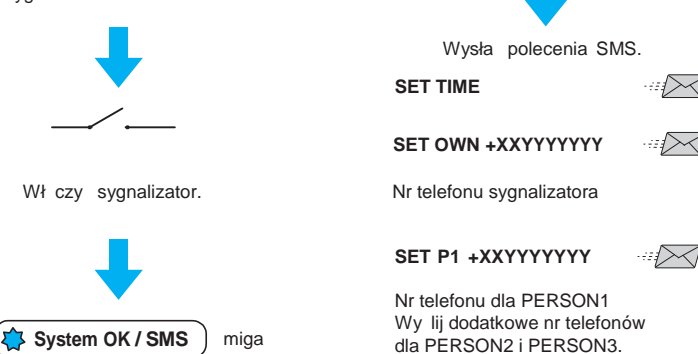 Wł czy sygnalizator.
System OK / SMS miga
Wysła polecenia SMS.
SET TIME
SET OWN +XXYYYYYYY
Nr telefonu sygnalizatora
SET P1 +XXYYYYYYY
Nr telefonu dla PERSON1
Wy lij dodatkowe nr telefonów
dla PERSON2 i PERSON3.